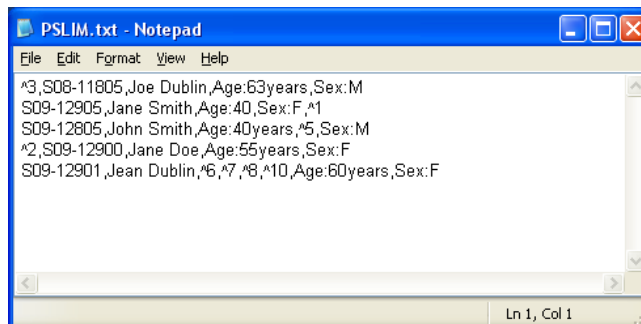 PSLIM.txt - Notepad
File Edit Format View Help
^3,S08-11805,Joe Dublin,Age:63years,Sex:M
S09-12905,Jane Smith,Age:40,Sex:F,^1
S09-12805,John Smith,Age:40years,^5,Sex:M
^2,S09-12900,Jane Doe,Age:55years,Sex:F
S09-12901,Jean Dublin,^6,^7,^8,^10,Age:60years,Sex:F
Ln 1, Col 1